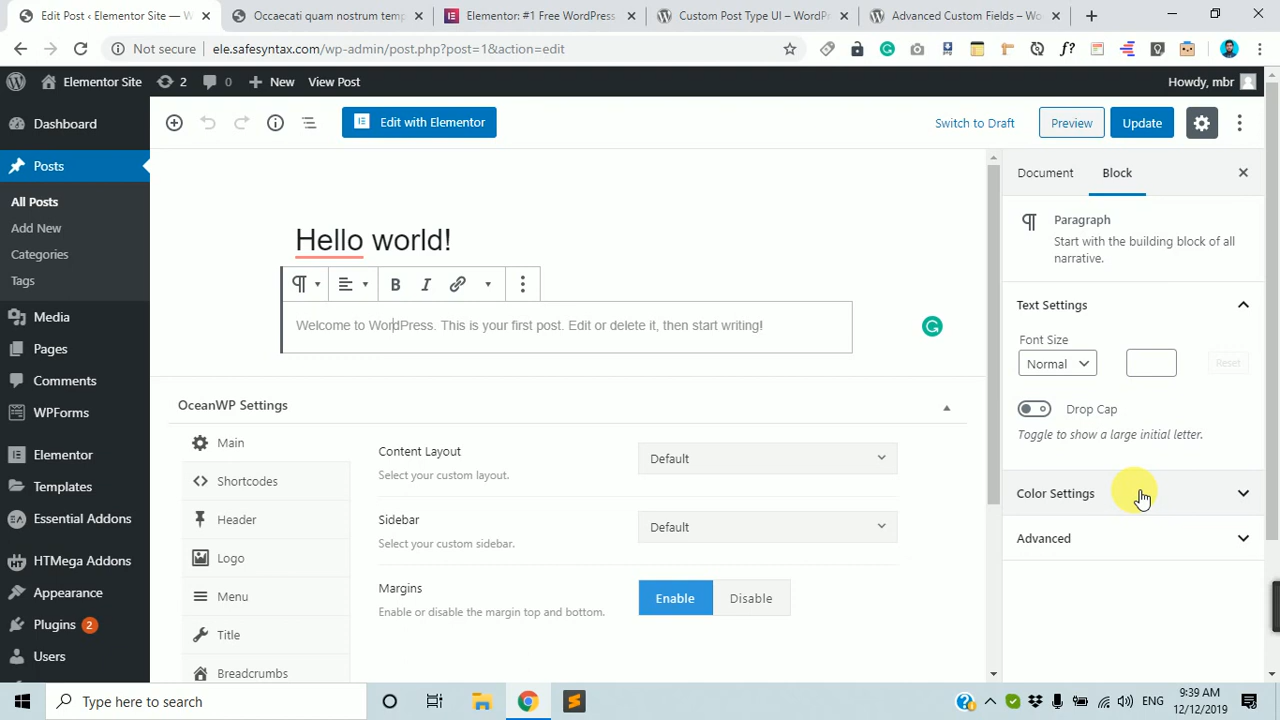 Edit Post ‹ Elementor Site — W
Occaecati quam nostrum temp
Elementor: #1 Free WordPress
Custom Post Type UI – WordPr
Advanced Custom Fields – Wo
Not secure
ele.safesyntax.com/wp-admin/post.php?post=1&action=edit
f?
Elementor Site
2
0
New
View Post
Howdy, mbr
Dashboard
Posts
All Posts
Add New
Categories
Tags
Media
Pages
Comments
WPForms
Elementor
Templates
Essential Addons
HTMega Addons
Appearance
Plugins 2
Users
Edit with Elementor
Switch to Draft
Preview
Update
Hello world!
B I
Welcome to WordPress. This is your first post. Edit or delete it, then start writing!
OceanWP Settings
Main
Shortcodes
Header
Logo
Menu
Title
Breadcrumbs
Content Layout
Select your custom layout.
Default
Sidebar
Select your custom sidebar.
Default
Margins
Enable or disable the margin top and bottom.
Enable
Disable
Document
Block
Paragraph
Start with the building block of all
narrative.
Text Settings
Font Size
Normal
Reset
Drop Cap
Toggle to show a large initial letter.
Color Settings
Advanced
Type here to search
ENG
9:39 AM
12/12/2019